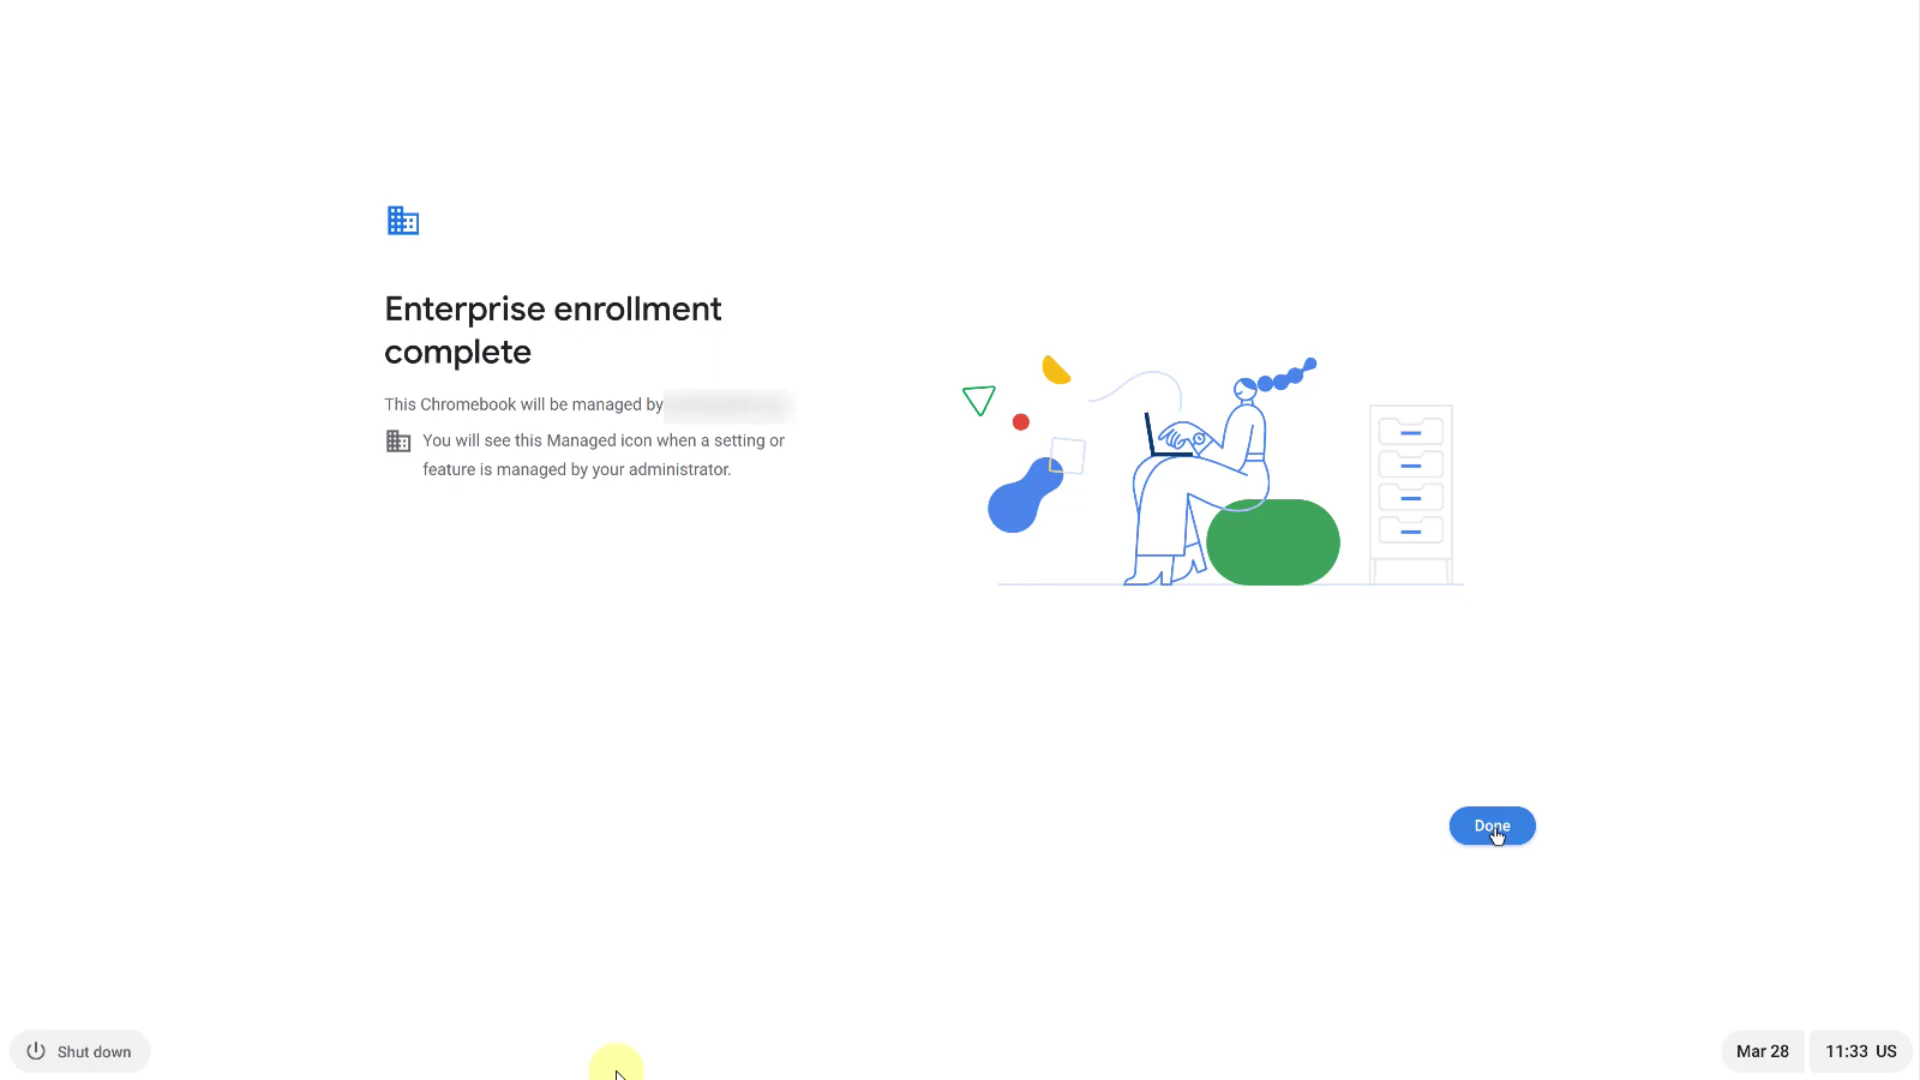 Enterprise enrollment
complete
This Chromebook will be managed by
You will see this Managed icon when a setting or
feature is managed by your administrator.
Done
Shut down
Mar 28
11:33 US